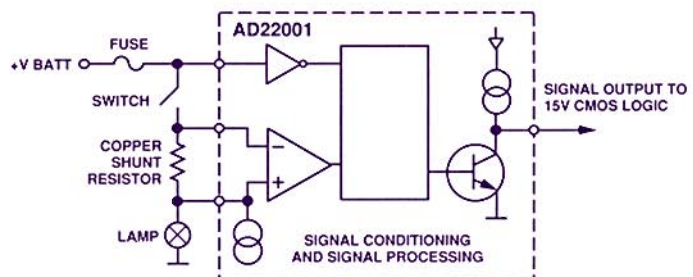 AD22001
FUSE
+V BATT
SWITCH
SIGNAL OUTPUT TO
15V CMOS LOGIC
COPPER
SHUNT
RESISTOR
−
+
LAMP
SIGNAL CONDITIONING
AND SIGNAL PROCESSING